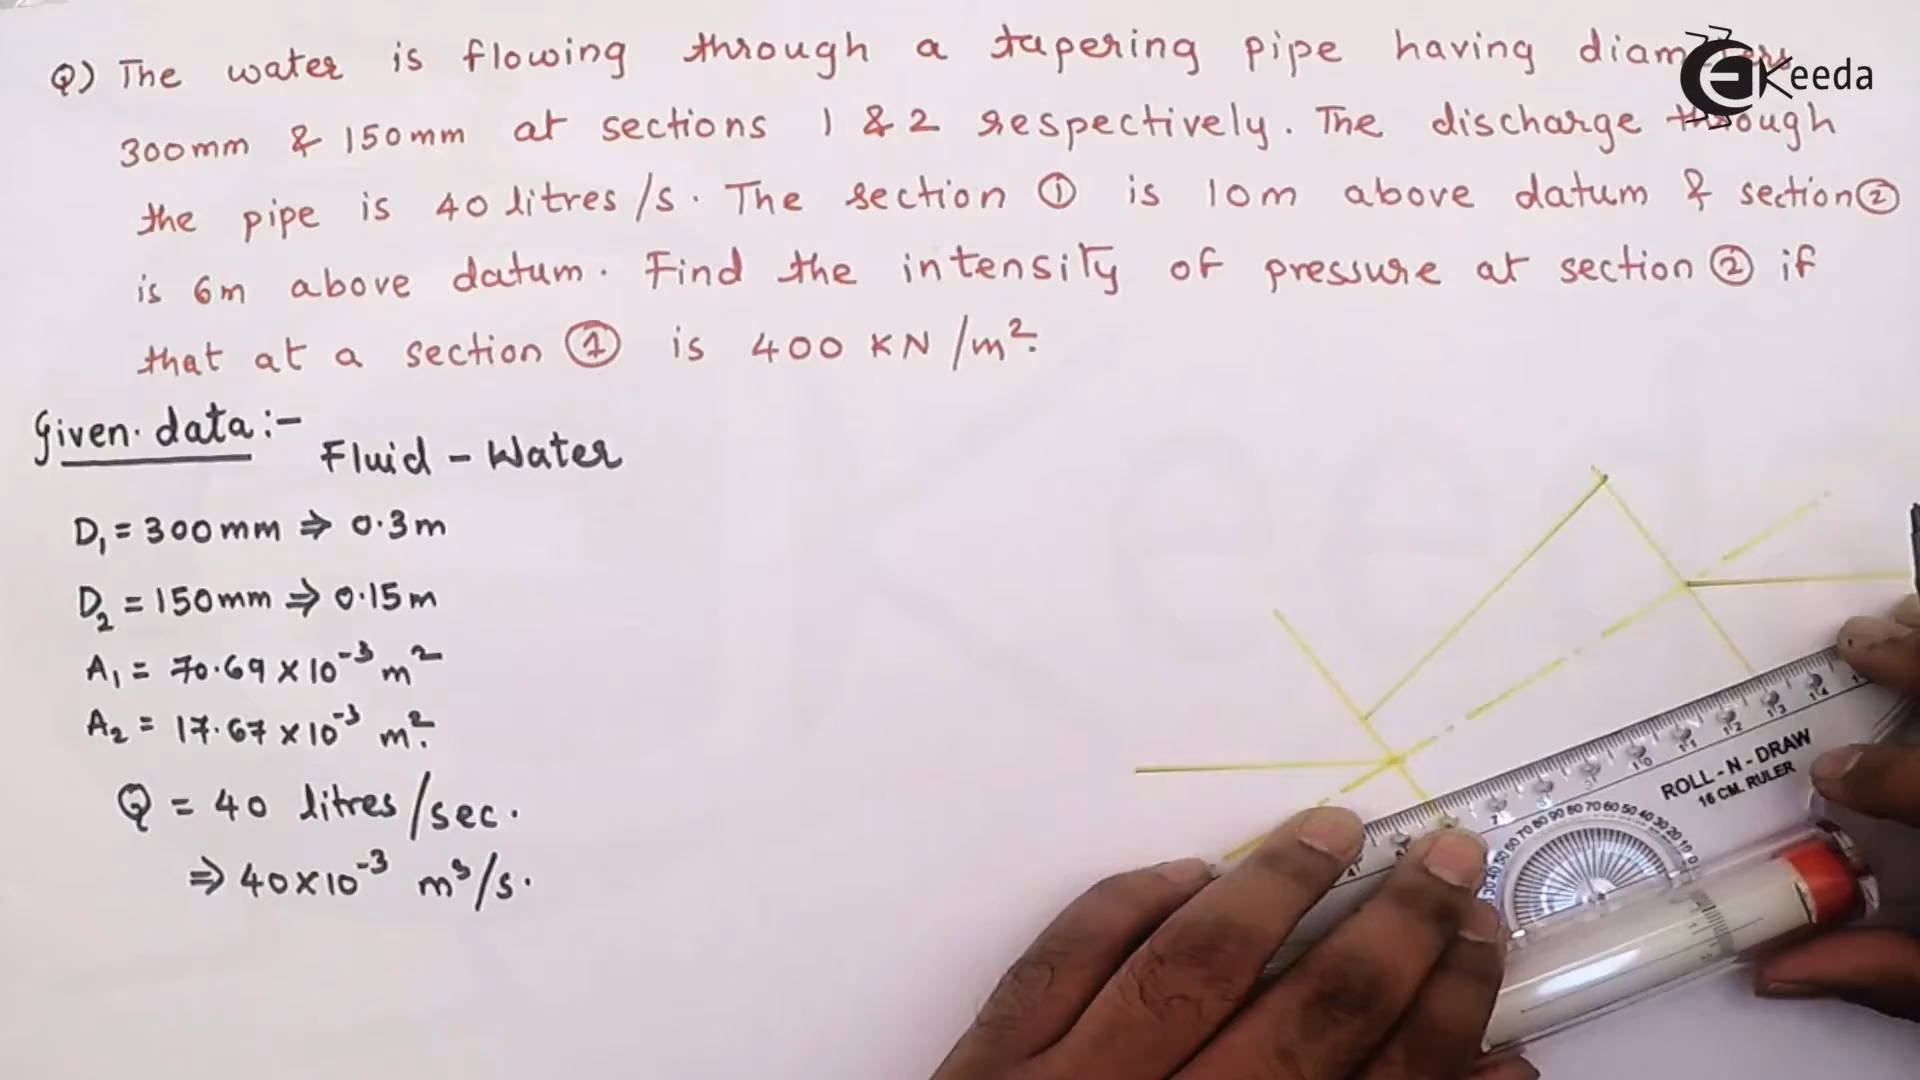 Q) The water is flowing through a tapering pipe having diameters
Keeda
300mm & 150mm at sections 1 & 2 respectively. The discharge through
the pipe is 40 litres/s. The section ① is 10m above datum & section ②
is 6m above datum. Find the intensity of pressure at section ② if
that at a section ① is 400 KN/m².
Given data :-
Fluid - Water
D₁ = 300mm ⇒ 0.3m
D₂ = 150mm ⇒ 0.15m
A₁ = 70.69 × 10⁻³ m²
A₂ = 17.67 × 10⁻³ m².
Q = 40 litres/sec.
⇒ 40×10⁻³ m³/s.
ROLL-N-DRAW
16 CM. RULER